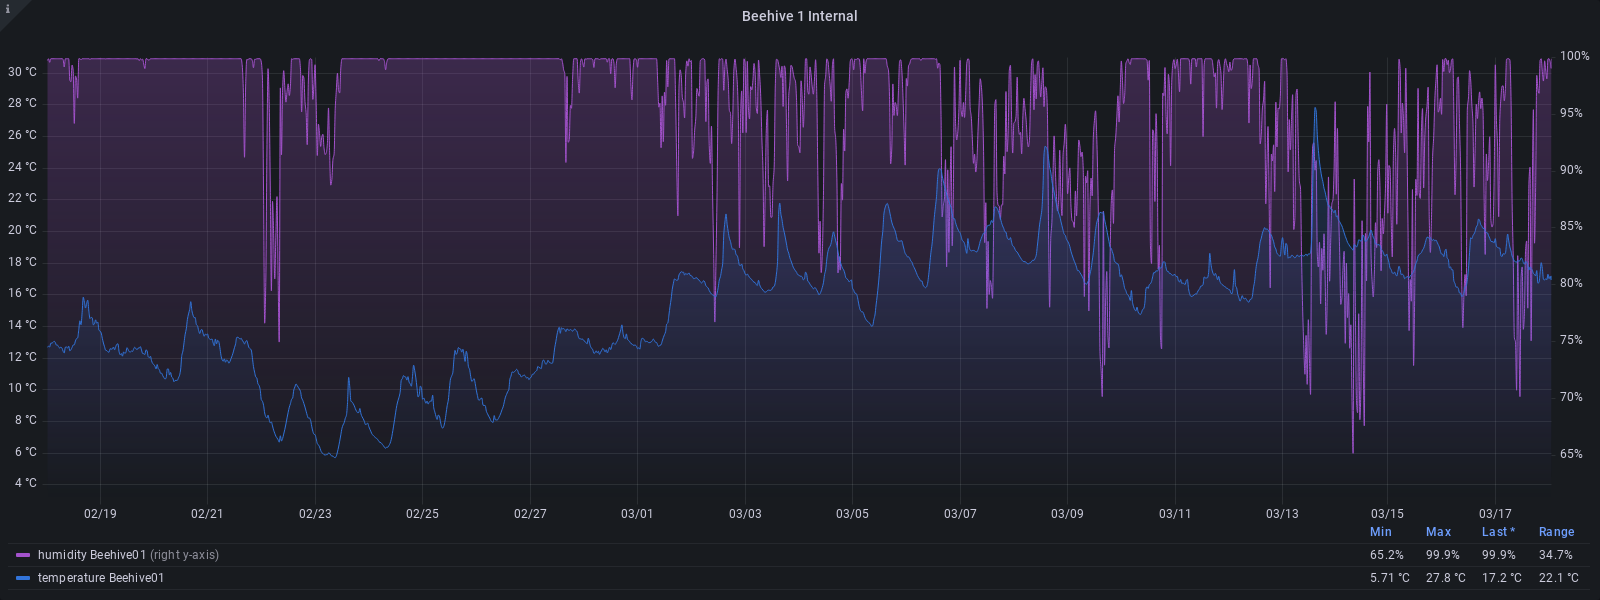 i
Beehive 1 Internal
30 °C
28 °C
26 °C
24 °C
22 °C
20 °C
18 °C
16 °C
14 °C
12 °C
10 °C
8 °C
6 °C
4 °C
100%
95%
90%
85%
80%
75%
70%
65%
02/19 02/21 02/23 02/25 02/27 03/01 03/03 03/05 03/07 03/09 03/11 03/13 03/15 03/17
Min Max Last * Range
humidity Beehive01 (right y-axis) 65.2% 99.9% 99.9% 34.7%
temperature Beehive01 5.71 °C 27.8 °C 17.2 °C 22.1 °C